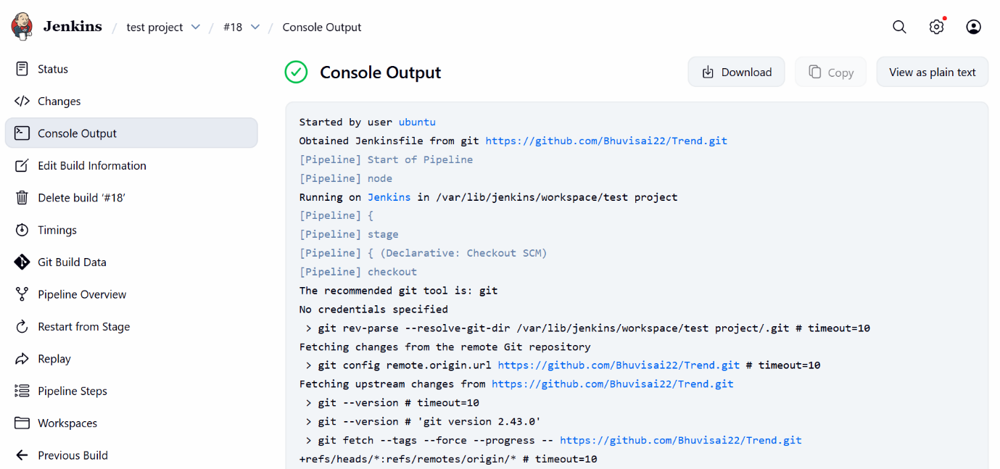 Jenkins / test project / #18 / Console Output
Status
Changes
Console Output
Edit Build Information
Delete build ‘#18’
Timings
Git Build Data
Pipeline Overview
Restart from Stage
Replay
Pipeline Steps
Workspaces
Previous Build
Console Output
Download
Copy
View as plain text
Started by user ubuntu
Obtained Jenkinsfile from git https://github.com/Bhuvisai22/Trend.git
[Pipeline] Start of Pipeline
[Pipeline] node
Running on Jenkins in /var/lib/jenkins/workspace/test project
[Pipeline] {
[Pipeline] stage
[Pipeline] { (Declarative: Checkout SCM)
[Pipeline] checkout
The recommended git tool is: git
No credentials specified
> git rev-parse --resolve-git-dir /var/lib/jenkins/workspace/test project/.git # timeout=10
Fetching changes from the remote Git repository
> git config remote.origin.url https://github.com/Bhuvisai22/Trend.git # timeout=10
Fetching upstream changes from https://github.com/Bhuvisai22/Trend.git
> git --version # timeout=10
> git --version # 'git version 2.43.0'
> git fetch --tags --force --progress -- https://github.com/Bhuvisai22/Trend.git
+refs/heads/*:refs/remotes/origin/* # timeout=10